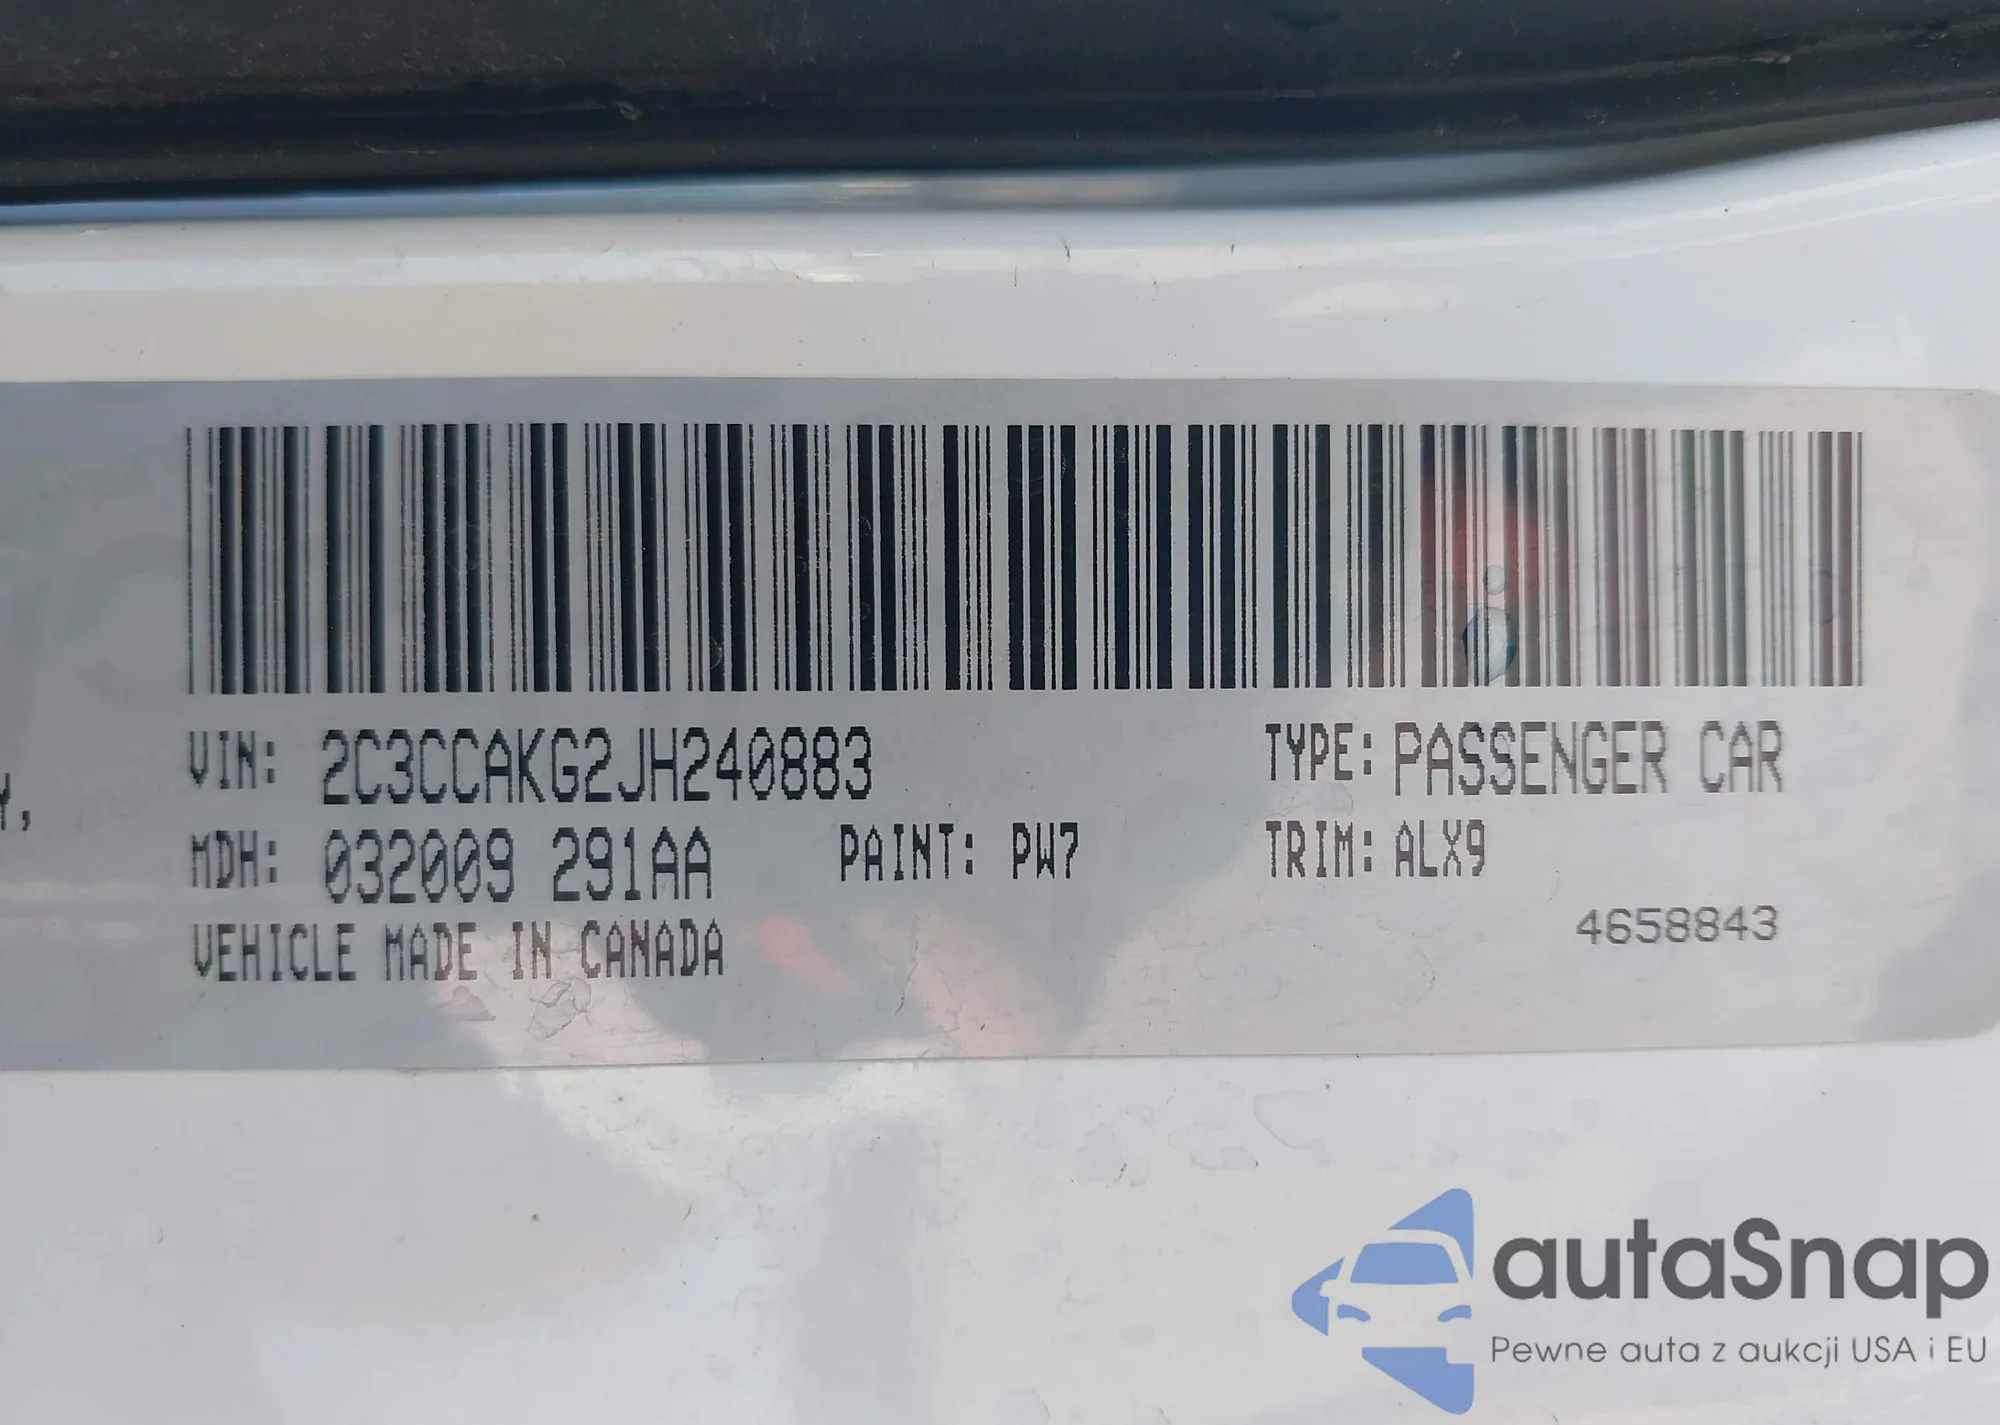 VIN: 2C3CCAKG2JH240883 TYPE: PASSENGER CAR
Y,
MDH: 032009 291AA PAINT: PW7 TRIM: ALX9
VEHICLE MADE IN CANADA 4658843
autaSnap
Pewne auta z aukcji USA i EU